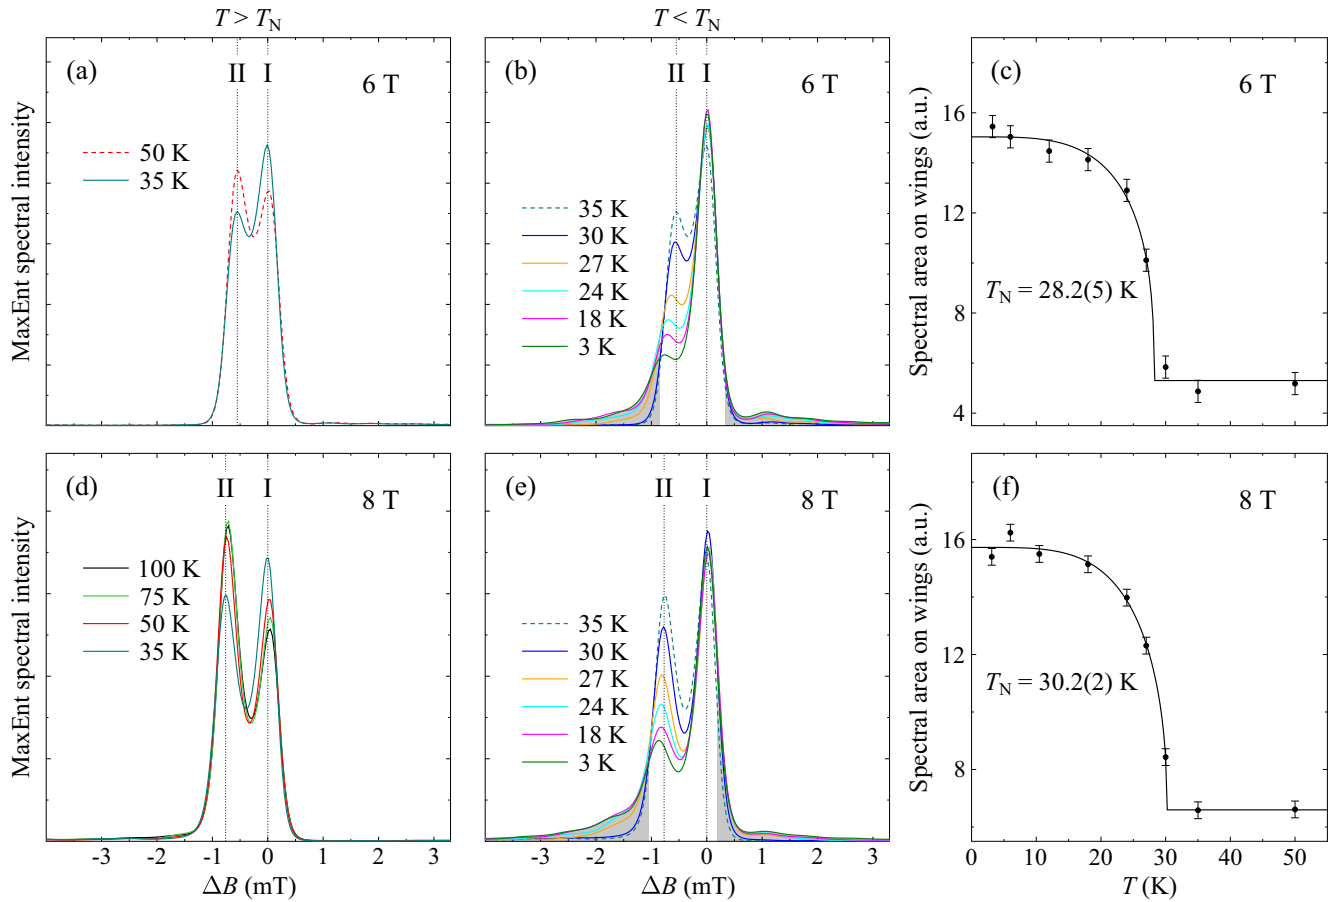 T > T_N
T < T_N
(a)
II
I
6 T
50 K
35 K
MaxEnt spectral intensity
(b)
II
I
6 T
35 K
30 K
27 K
24 K
18 K
3 K
(c)
6 T
Spectral area on wings (a.u.)
16
12
8
4
T_N = 28.2(5) K
(d)
II
I
8 T
100 K
75 K
50 K
35 K
MaxEnt spectral intensity
-3 -2 -1 0 1 2 3
ΔB (mT)
(e)
II
I
8 T
35 K
30 K
27 K
24 K
18 K
3 K
-3 -2 -1 0 1 2 3
ΔB (mT)
(f)
8 T
Spectral area on wings (a.u.)
16
12
8
T_N = 30.2(2) K
0 10 20 30 40 50
T (K)